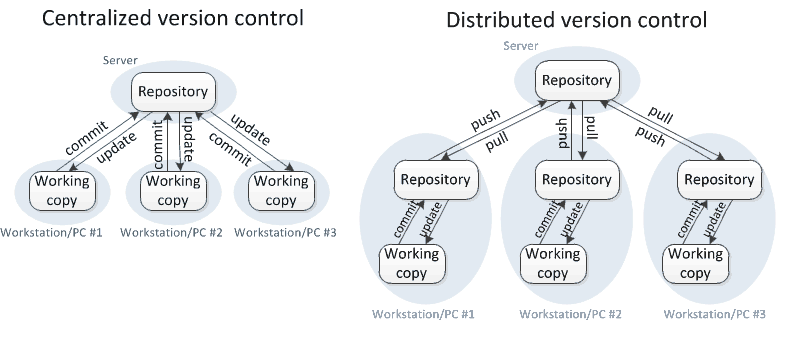 Centralized version control
Server
Repository
commit
update
commit
update
update
commit
Working
copy
Working
copy
Working
copy
Workstation/PC #1
Workstation/PC #2
Workstation/PC #3
Distributed version control
Server
Repository
push
pull
push
pull
pull
push
Repository
Repository
Repository
commit
update
commit
update
commit
update
Working
copy
Working
copy
Working
copy
Workstation/PC #1
Workstation/PC #2
Workstation/PC #3